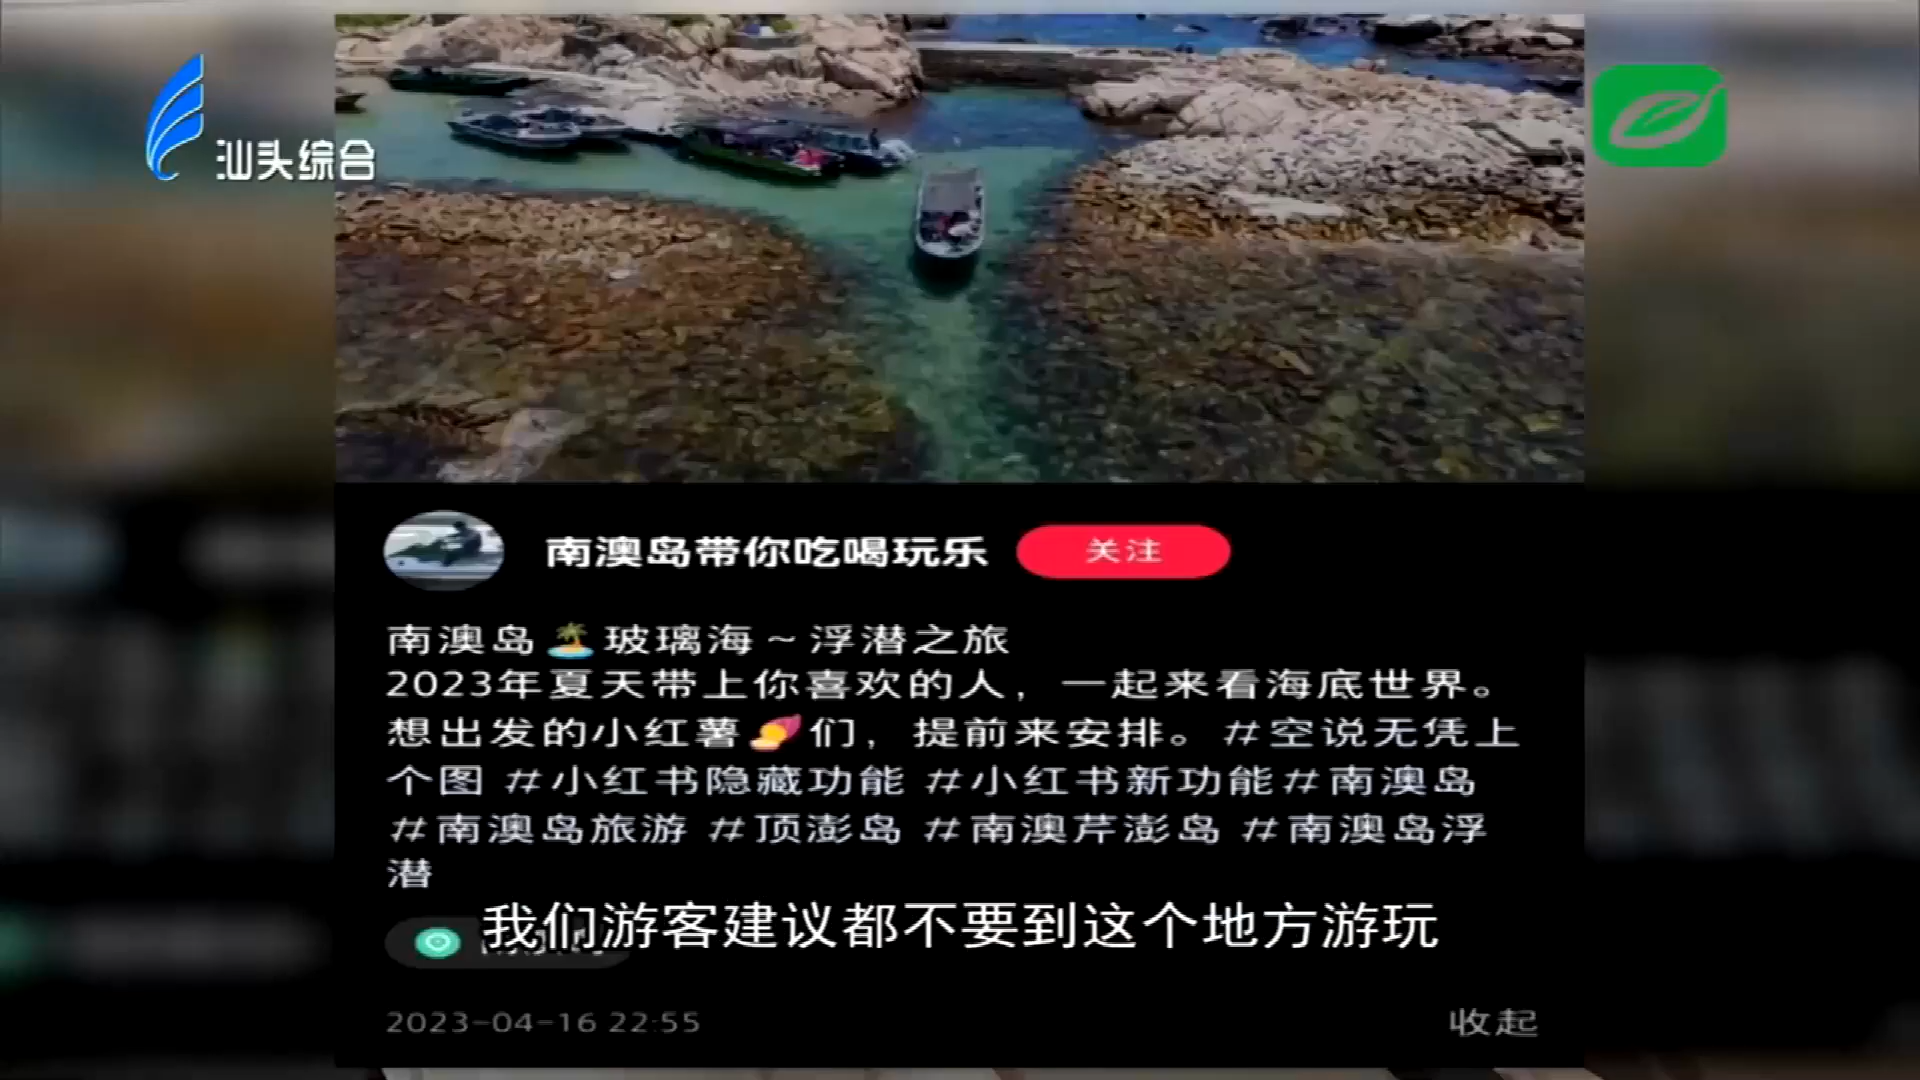 汕头综合
南澳岛带你吃喝玩乐
关注
南澳岛🏝玻璃海～浮潜之旅
2023年夏天带上你喜欢的人，一起来看海底世界。
想出发的小红薯🍠们，提前来安排。#空说无凭上
个图 #小红书隐藏功能 #小红书新功能#南澳岛
#南澳岛旅游 #顶澎岛 #南澳芹澎岛 #南澳岛浮
潜
我们游客建议都不要到这个地方游玩
2023-04-16 22:55
收起